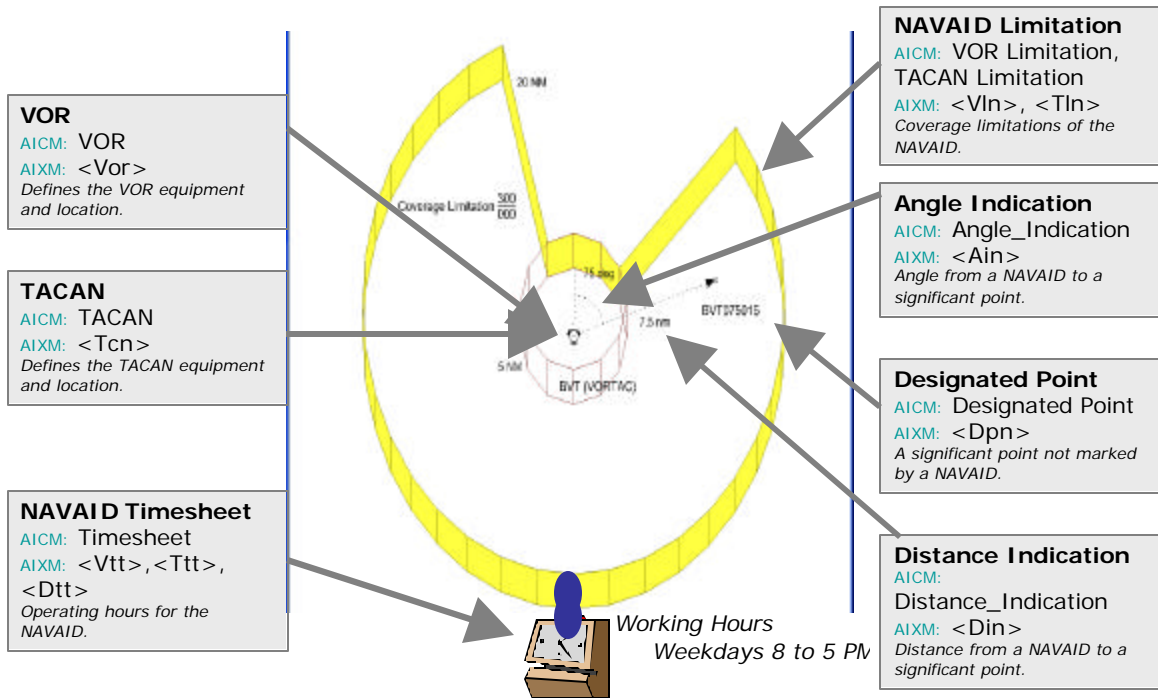 VOR
AICM: VOR
AIXM: <Vor>
Defines the VOR equipment
and location.
TACAN
AICM: TACAN
AIXM: <Tcn>
Defines the TACAN equipment
and location.
NAVAID Timesheet
AICM: Timesheet
AIXM: <Vtt>,<Ttt>,
<Dtt>
Operating hours for the
NAVAID.
20 NM
Coverage Limitation 300
000
75 deg
7.5 nm
BVT075015
5 NM
BVT (VORTAC)
Working Hours
Weekdays 8 to 5 PM
NAVAID Limitation
AICM: VOR Limitation,
TACAN Limitation
AIXM: <Vln>, <Tln>
Coverage limitations of the
NAVAID.
Angle Indication
AICM: Angle_Indication
AIXM: <Ain>
Angle from a NAVAID to a
significant point.
Designated Point
AICM: Designated Point
AIXM: <Dpn>
A significant point not marked
by a NAVAID.
Distance Indication
AICM:
Distance_Indication
AIXM: <Din>
Distance from a NAVAID to a
significant point.